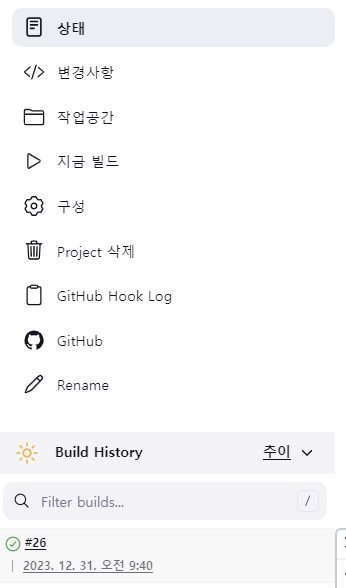 상태
변경사항
작업공간
지금 빌드
구성
Project 삭제
GitHub Hook Log
GitHub
Rename
Build History 추이
Filter builds... /
#26
2023. 12. 31. 오전 9:40